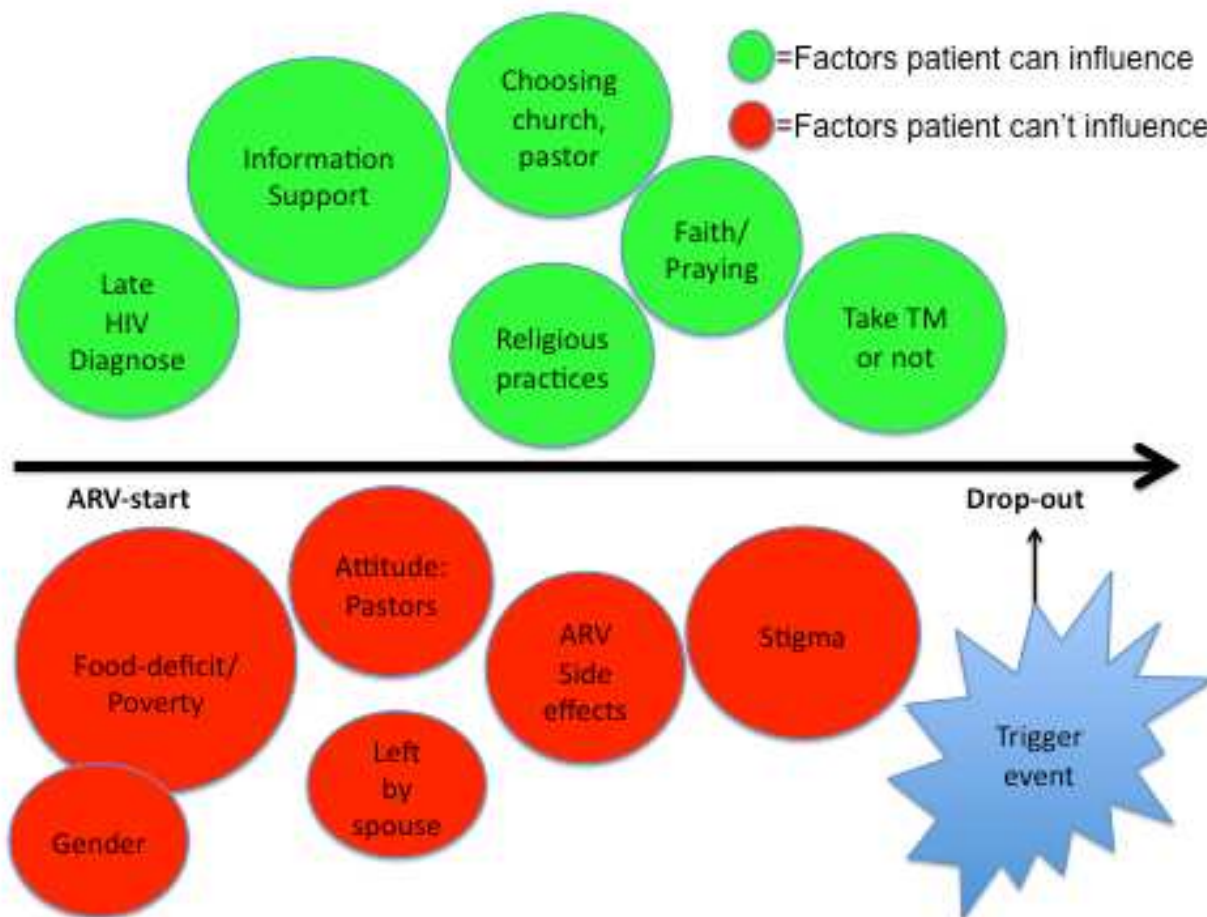 =Factors patient can influence
=Factors patient can't influence
Choosing
church,
pastor
Information
Support
Faith/
Praying
Late
HIV
Diagnose
Religious
practices
Take TM
or not
ARV-start
Drop-out
Attitude:
Pastors
Food-deficit/
Poverty
ARV
Side
effects
Stigma
Left
by
spouse
Gender
Trigger
event